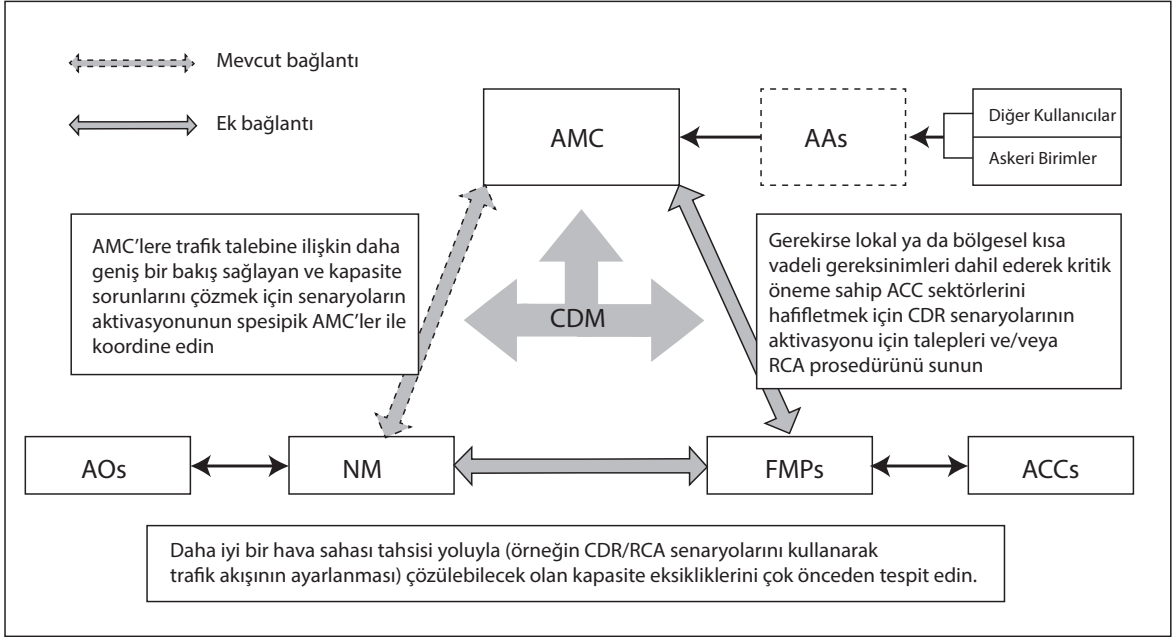 Mevcut bağlantı
Ek bağlantı
AMC
AAs
Diğer Kullanıcılar
Askeri Birimler
AMC’lere trafik talebine ilişkin daha
geniş bir bakış sağlayan ve kapasite
sorunlarını çözmek için senaryoların
aktivasyonunun spesipik AMC’ler ile
koordine edin
CDM
Gerekirse lokal ya da bölgesel kısa
vadeli gereksinimleri dahil ederek kritik
öneme sahip ACC sektörlerini
hafifletmek için CDR senaryolarının
aktivasyonu için talepleri ve/veya
RCA prosedürünü sunun
AOs
NM
FMPs
ACCs
Daha iyi bir hava sahası tahsisi yoluyla (örneğin CDR/RCA senaryolarını kullanarak
trafik akışının ayarlanması) çözülebilecek olan kapasite eksikliklerini çok önceden tespit edin.